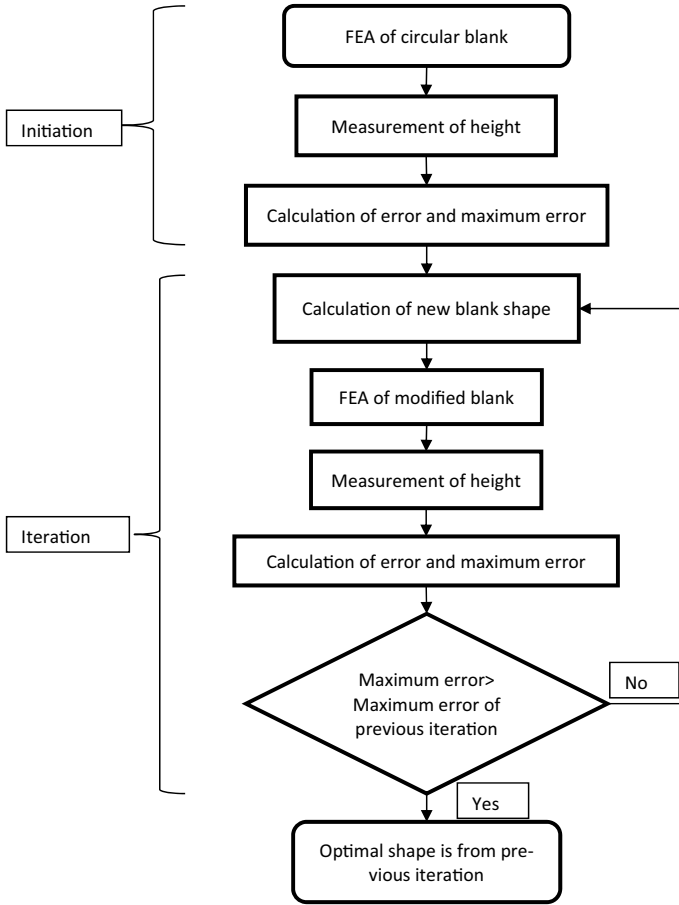 FEA of circular blank
Initiation
Measurement of height
Calculation of error and maximum error
Calculation of new blank shape
FEA of modified blank
Measurement of height
Iteration
Calculation of error and maximum error
Maximum error>
Maximum error of
previous iteration
No
Yes
Optimal shape is from pre-
vious iteration